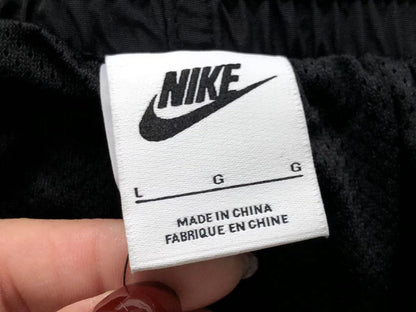 NIKE
L G G
MADE IN CHINA
FABRIQUE EN CHINE